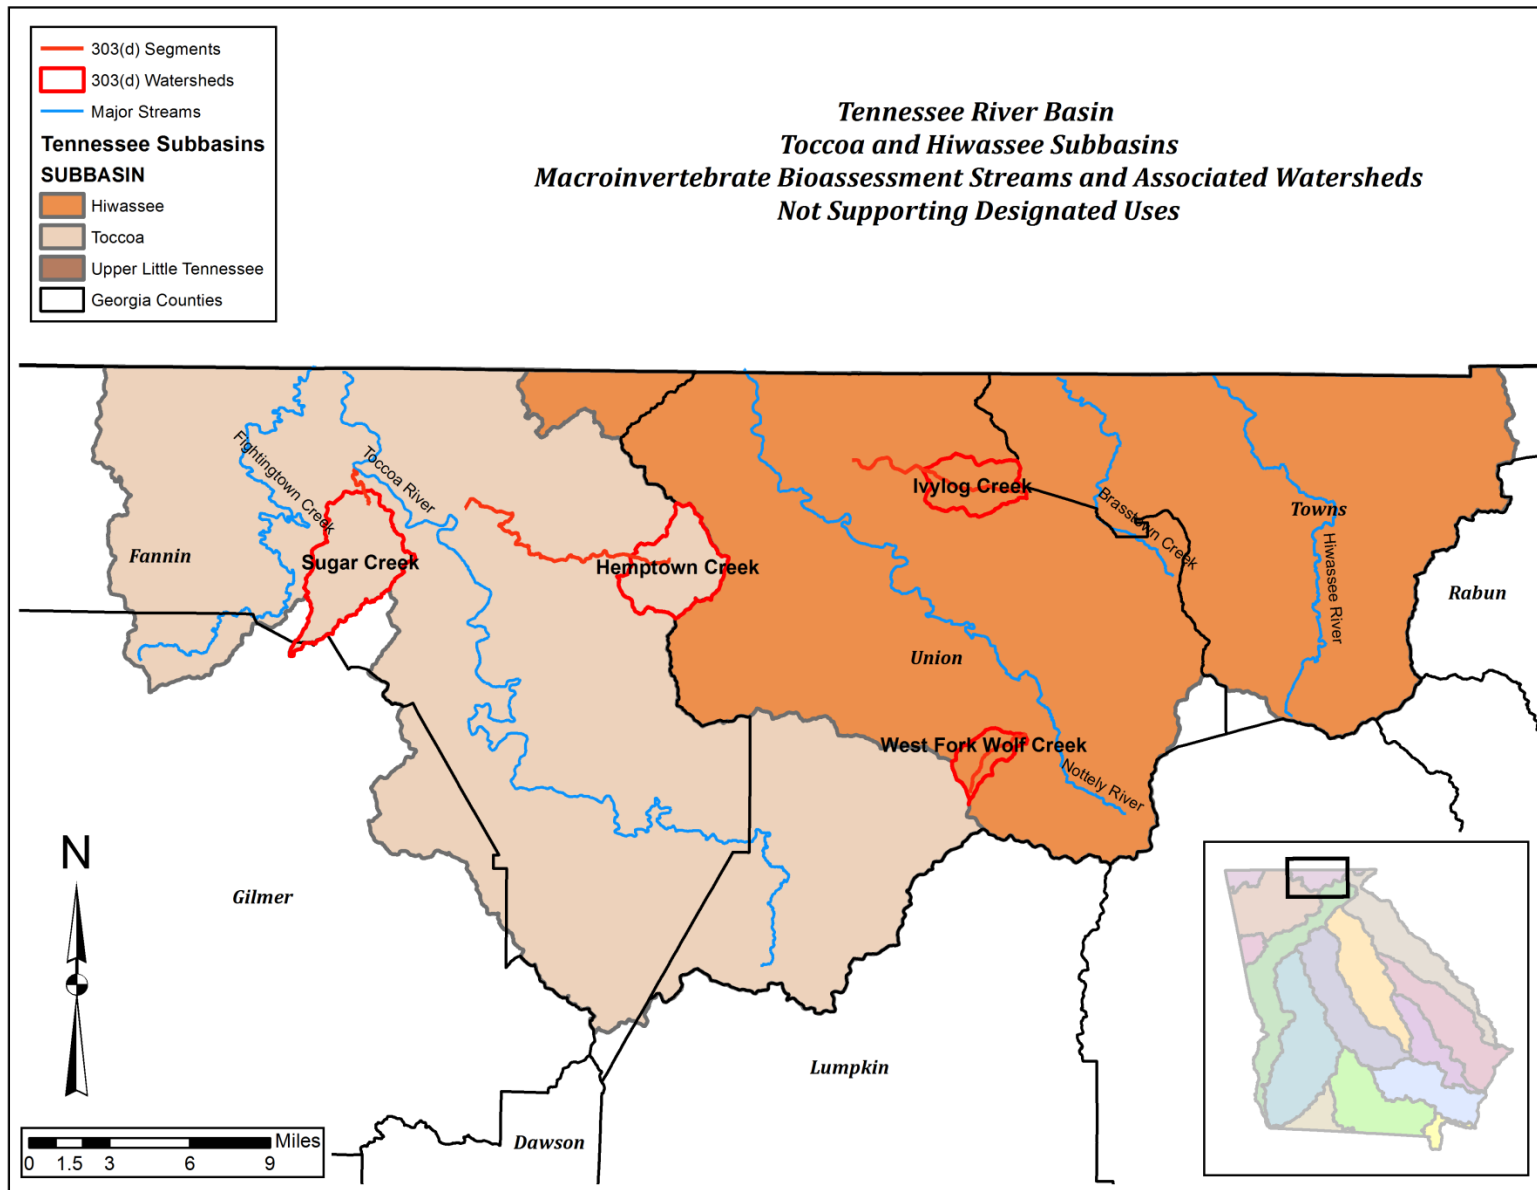 303(d) Segments
303(d) Watersheds
Major Streams
Tennessee Subbasins
SUBBASIN
Hiwassee
Toccoa
Upper Little Tennessee
Georgia Counties
Tennessee River Basin
Toccoa and Hiwassee Subbasins
Macroinvertebrate Bioassessment Streams and Associated Watersheds
Not Supporting Designated Uses
Fightingtown Creek
Toccoa River
Fannin
Sugar Creek
Hemptown Creek
Ivylog Creek
Brasstown Creek
Towns
Hiwassee River
Rabun
Union
West Fork Wolf Creek
Nottely River
N
Gilmer
Lumpkin
Dawson
Miles
0 1.5 3 6 9